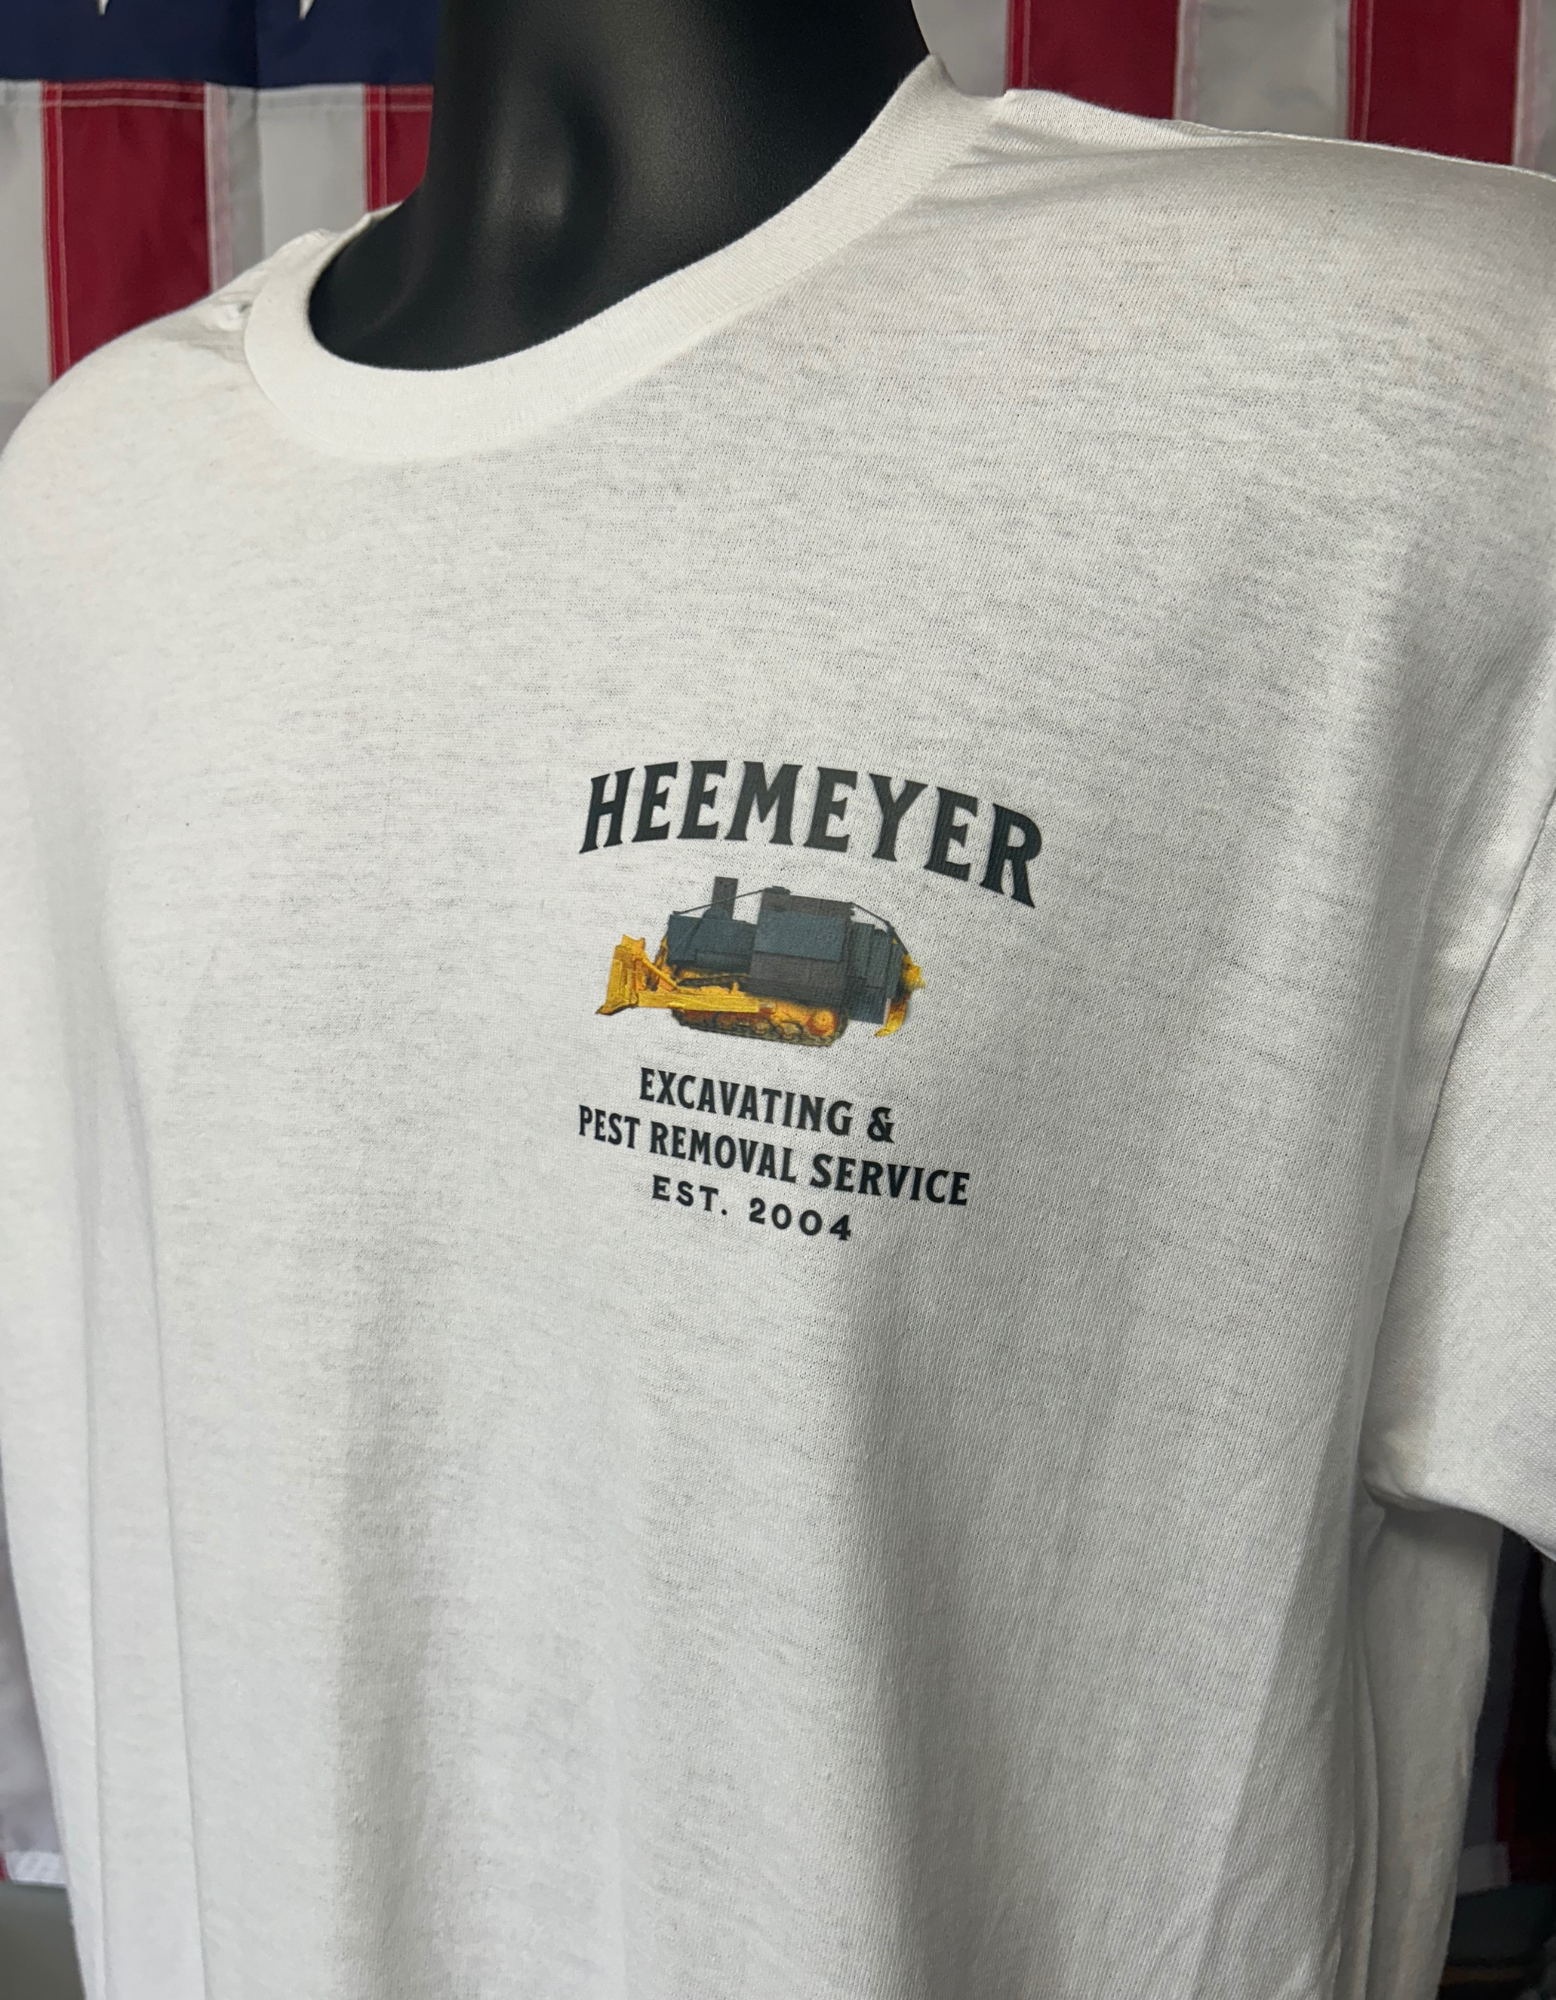 HEEMEYER
EXCAVATING &
PEST REMOVAL SERVICE
EST. 2004